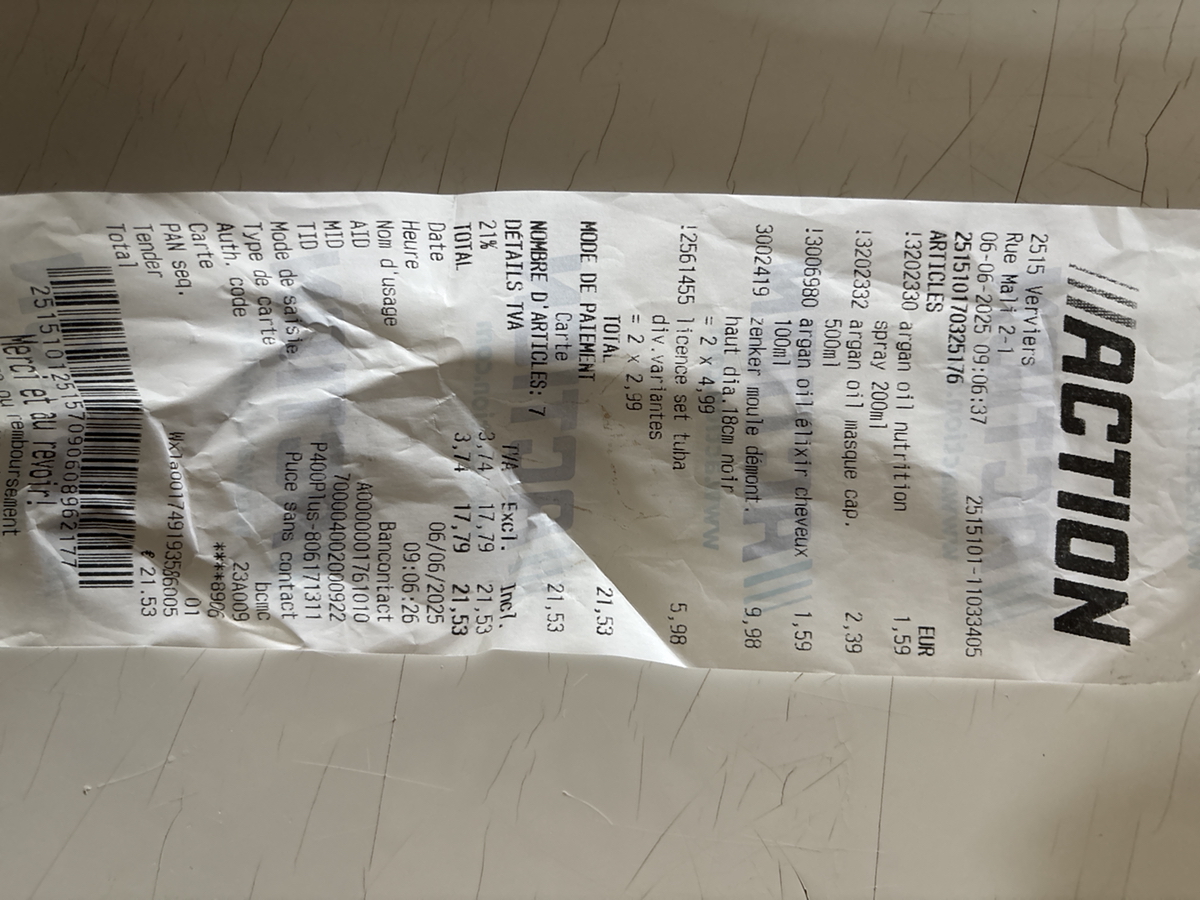 ACTION
2515 Verviers
Rue Mali 2-1
06-06-2025 09:06:37 2515101-11033405
2515101703251576
ARTICLES EUR
!3202330 argan oil nutrition 1,59
spray 200ml
!3202332 argan oil masque cap. 2,39
500ml
!3006980 argan oil élixir cheveux 1,59
100ml
3002419 zenker moule démont. 9,98
haut dia.18cm noir
= 2 x 4,99
!2561455 licence set tuba 5,98
div.variantes
= 2 x 2,99
TOTAL 21,53
MODE DE PAIEMENT
Carte 21,53
NOMBRE D'ARTICLES: 7
DÉTAILS TVA TVA Excl. Incl.
21% 3,74 17,79 21,53
TOTAL 3,74 17,79 21,53
Date 06/06/2025
Heure 09:06:26
Nom d'usage Bancontact
AID A0000001761010
MID 7000040020000922
TID P400Plus-806171311
Mode de saisie Puce sans contact
Type de carte bcmc
Auth. code 23A009
Carte ****8906
PAN seq. 01
Tender
Total € 21.53
Merci et au revoir!
ou remboursement